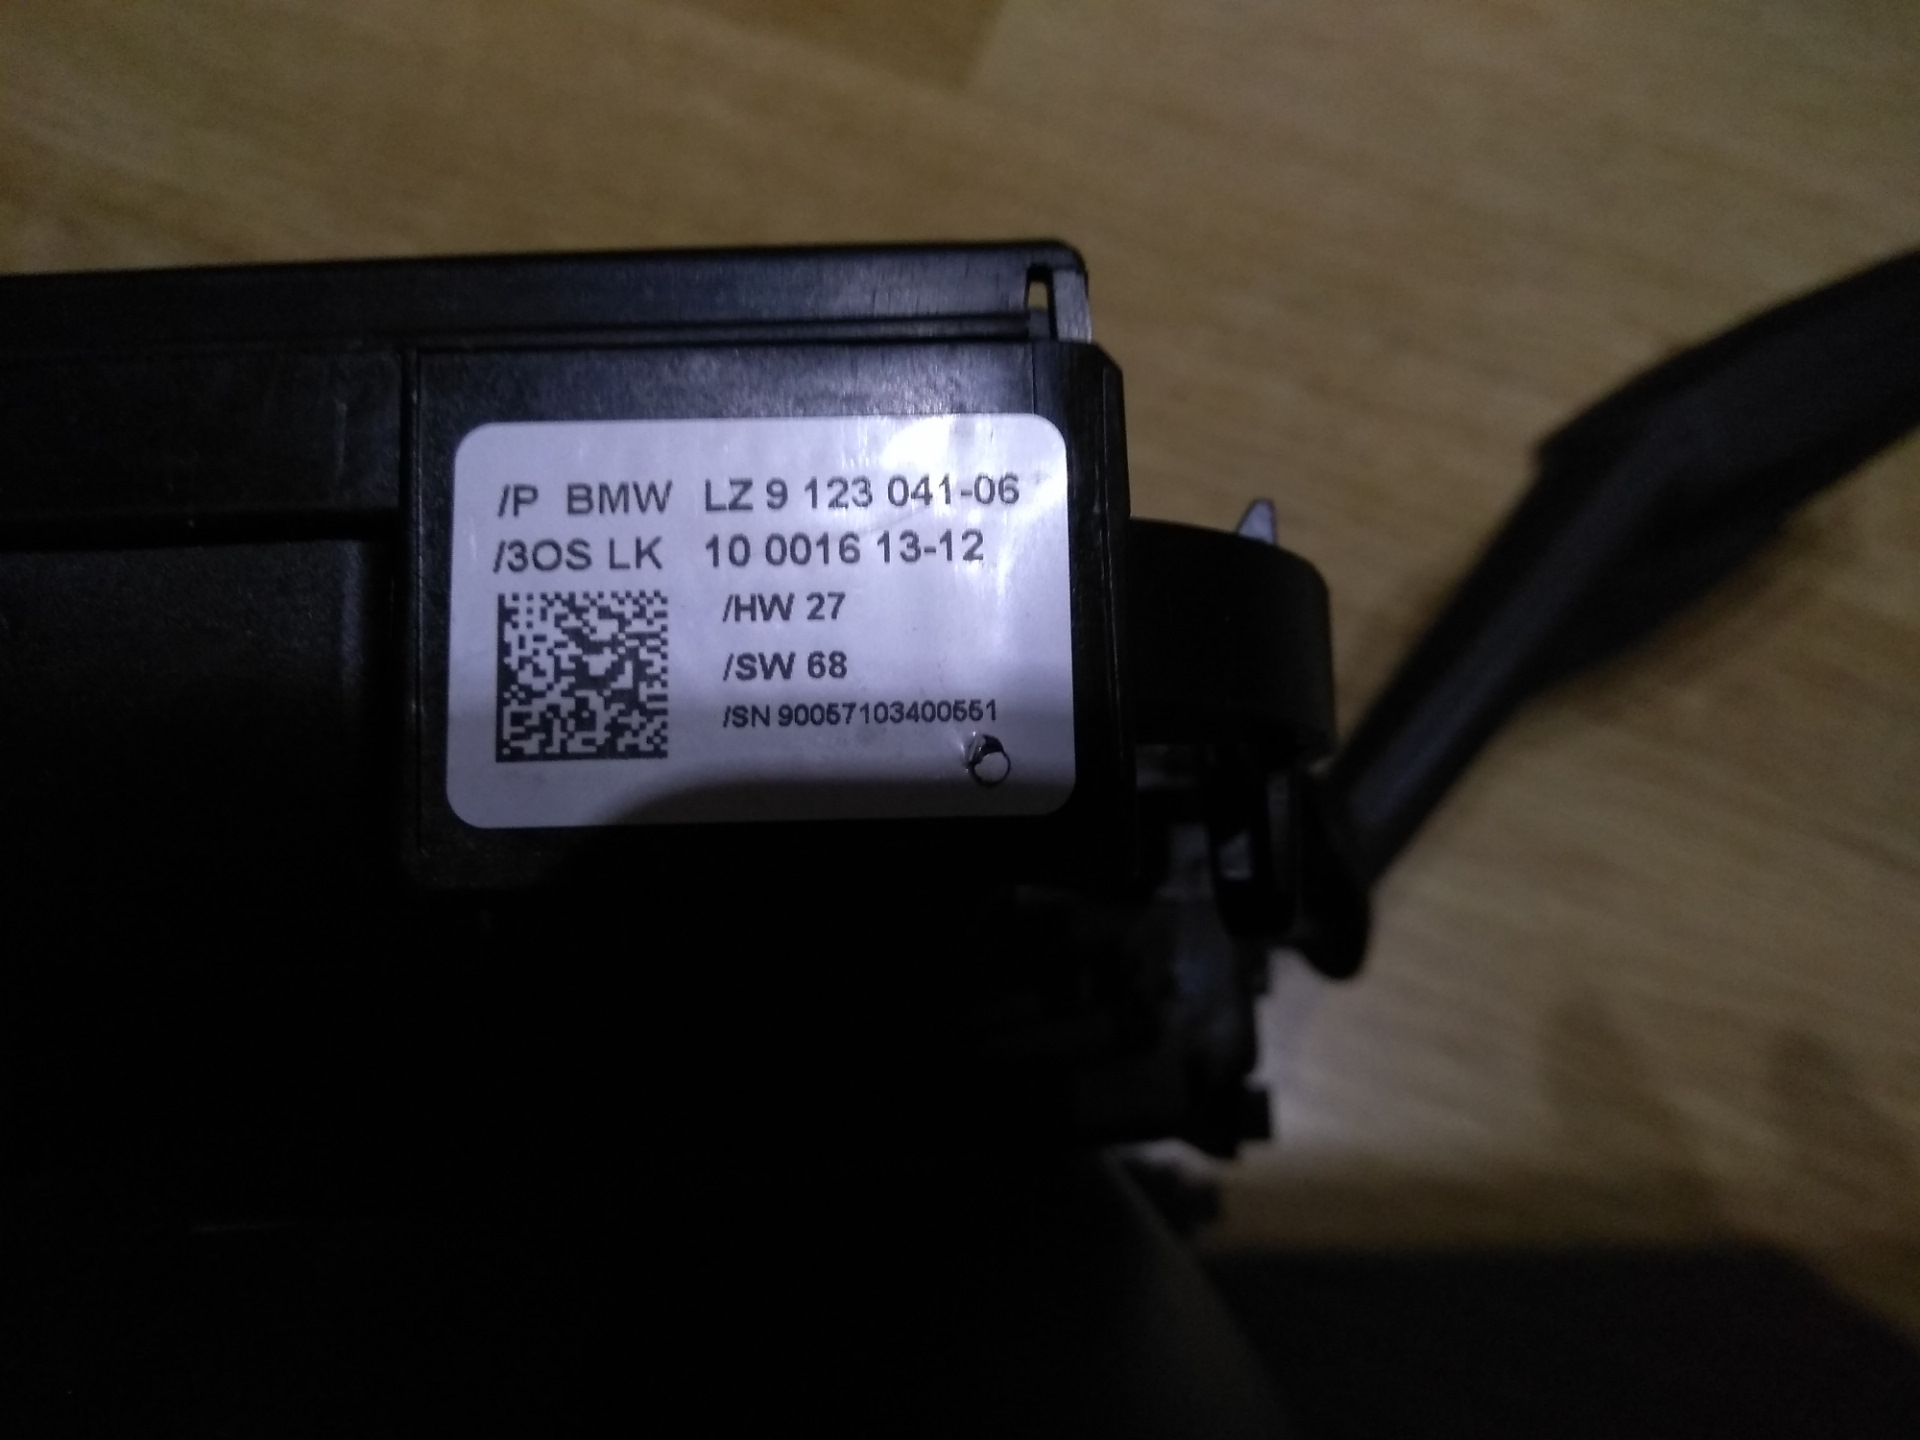 /P BMW LZ 9 123 041-06
/3OS LK 10 0016 13-12
/HW 27
/SW 68
/SN 90057103400551